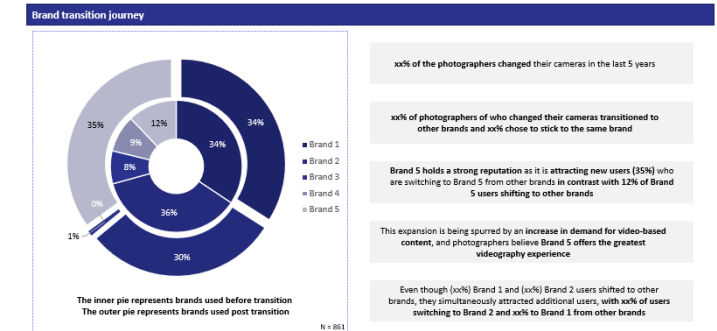 Brand transition journey
34%
30%
1%
0%
35%
34%
36%
8%
9%
12%
Brand 1
Brand 2
Brand 3
Brand 4
Brand 5
The inner pie represents brands used before transition
The outer pie represents brands used post transition
N = 861
xx% of the photographers changed their cameras in the last 5 years
xx% of photographers of who changed their cameras transitioned to
other brands and xx% chose to stick to the same brand
Brand 5 holds a strong reputation as it is attracting new users (35%) who
are switching to Brand 5 from other brands in contrast with 12% of Brand
5 users shifting to other brands
This expansion is being spurred by an increase in demand for video-based
content, and photographers believe Brand 5 offers the greatest
videography experience
Even though (xx%) Brand 1 and (xx%) Brand 2 users shifted to other
brands, they simultaneously attracted additional users, with xx% of users
switching to Brand 2 and xx% to Brand 1 from other brands